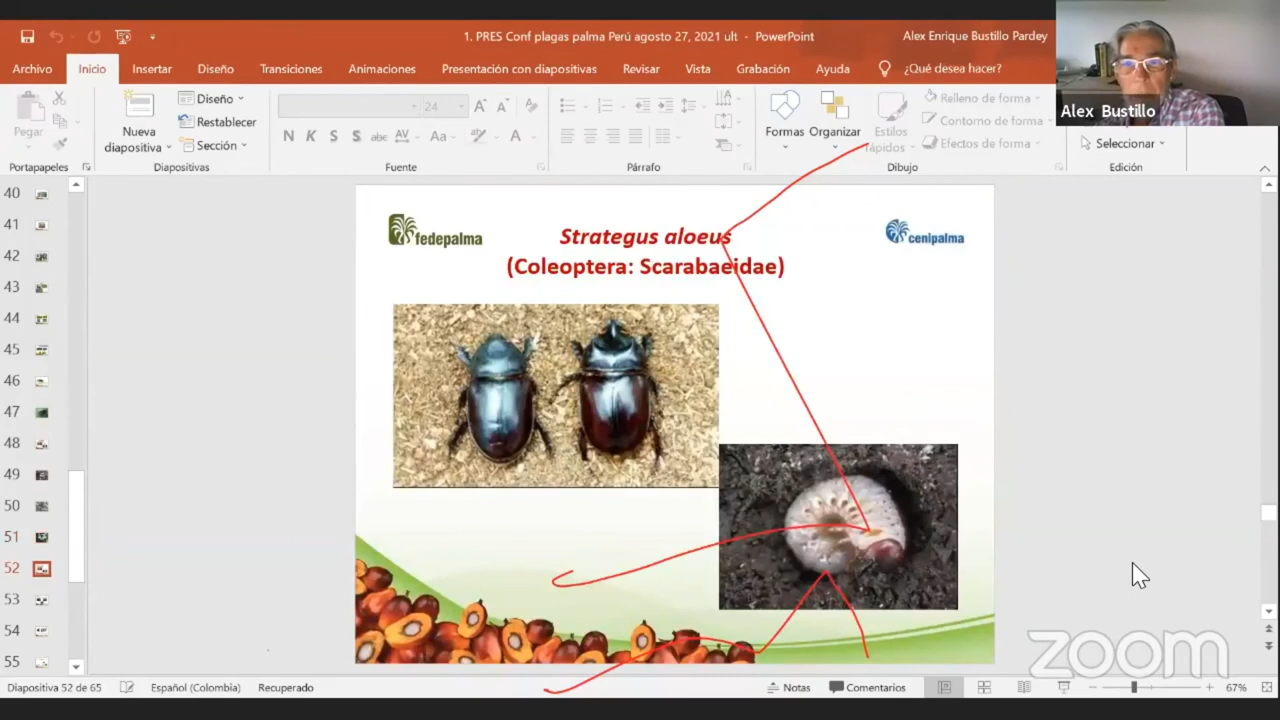 1. PRES Conf plagas palma Perú agosto 27, 2021 ult - PowerPoint
Alex Enrique Bustillo Pardey
Archivo Inicio Insertar Diseño Transiciones Animaciones Presentación con diapositivas Revisar Vista Grabación Ayuda ¿Qué desea hacer?
Alex Bustillo
Pegar
Nueva diapositiva
Diseño
Restablecer
Sección
24
N K S S abc AV Aa A
Formas
Organizar
Estilos rápidos
Relleno de forma
Contorno de forma
Efectos de forma
Seleccionar
Portapapeles Diapositivas Fuente Párrafo Dibujo Edición
40
41
42
43
44
45
46
47
48
49
50
51
52
53
54
55
fedepalma
Strategus aloeus
(Coleoptera: Scarabaeidae)
cenipalma
zoom
Diapositiva 52 de 65 Español (Colombia) Recuperado Notas Comentarios 67%